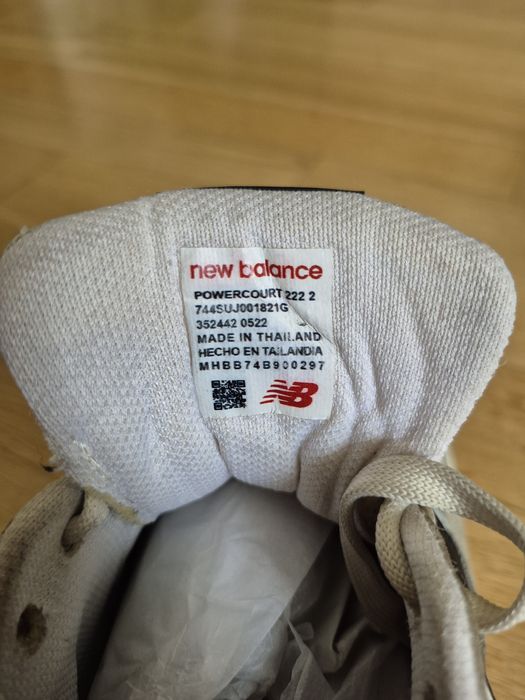 new balance
POWERCOURT 222 2
744SUJ001821G
352442 0522
MADE IN THAILAND
HECHO EN TAILANDIA
MHBB74B900297
NB